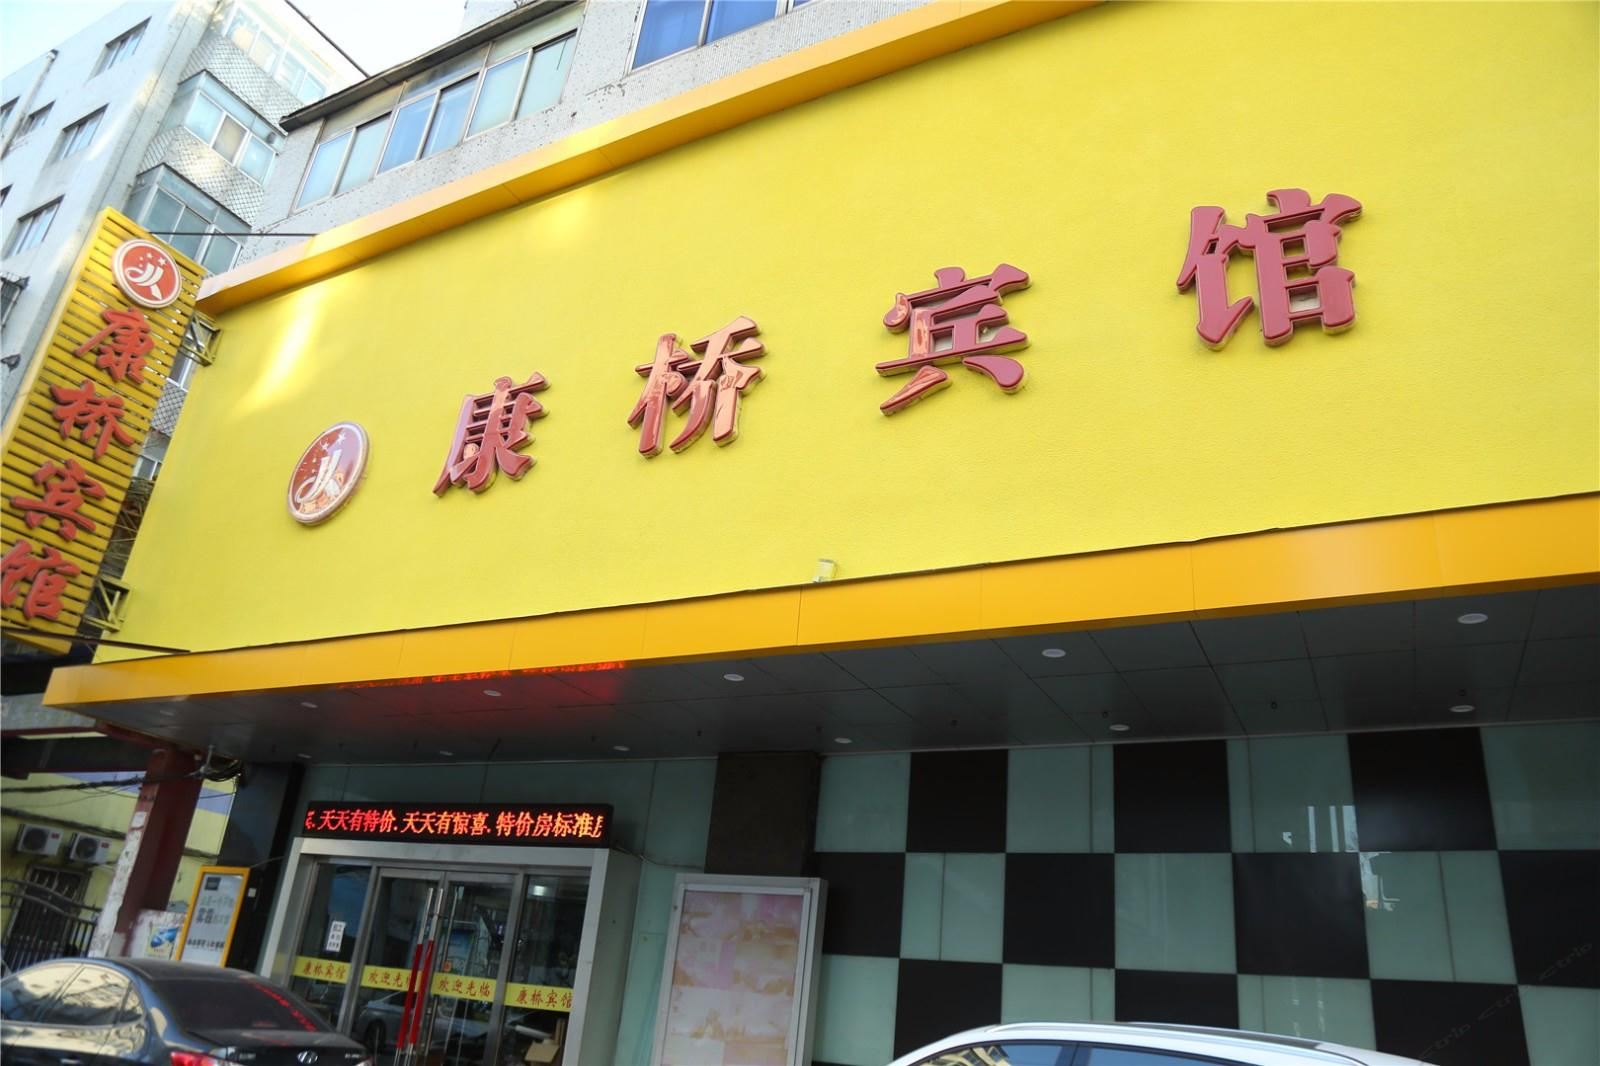 康桥宾馆
康桥宾馆
天天有特价.天天有惊喜.特价房标准
康桥宾馆 欢迎光临 欢迎光临 康桥宾馆
ctrip ctrip